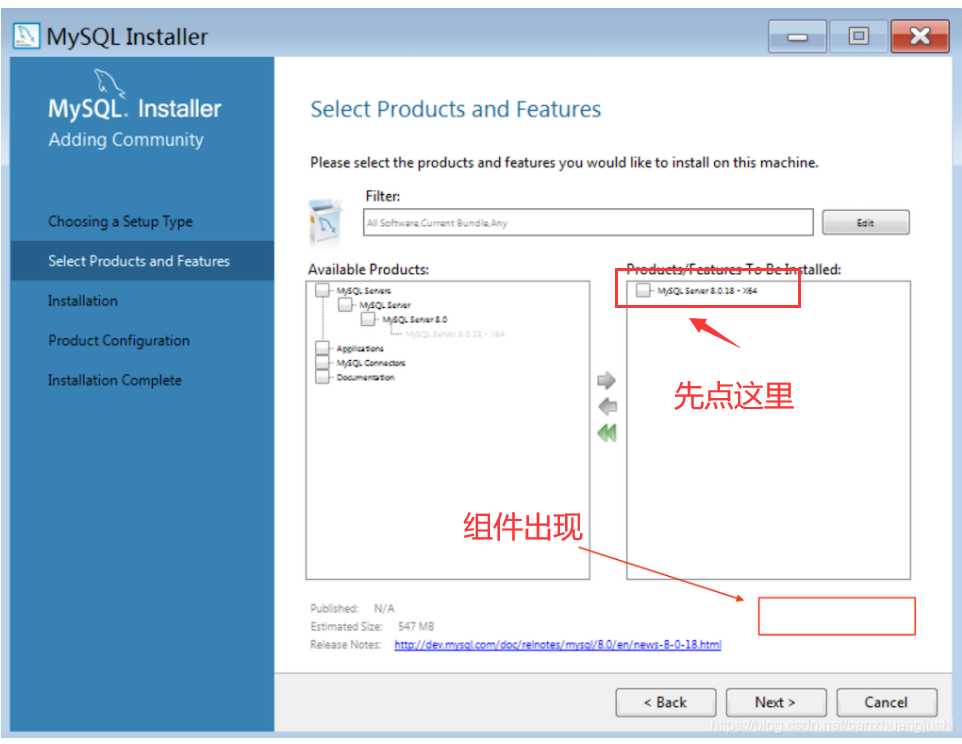 MySQL Installer
MySQL. Installer
Adding Community
Choosing a Setup Type
Select Products and Features
Installation
Product Configuration
Installation Complete
Select Products and Features
Please select the products and features you would like to install on this machine.
Filter:
All Software,Current Bundle,Any
Edit
Available Products:
MySQL Servers
MySQL Server
MySQL Server 8.0
MySQL Server 8.0.18 - X64
Applications
MySQL Connectors
Documentation
Products/Features To Be Installed:
MySQL Server 8.0.18 - X64
先点这里
组件出现
Published: N/A
Estimated Size: 547 MB
Release Notes: http://dev.mysql.com/doc/relnotes/mysql/8.0/en/news-8-0-18.html
< Back
Next >
Cancel
https://blog.csdn.net/banzhuangjushi